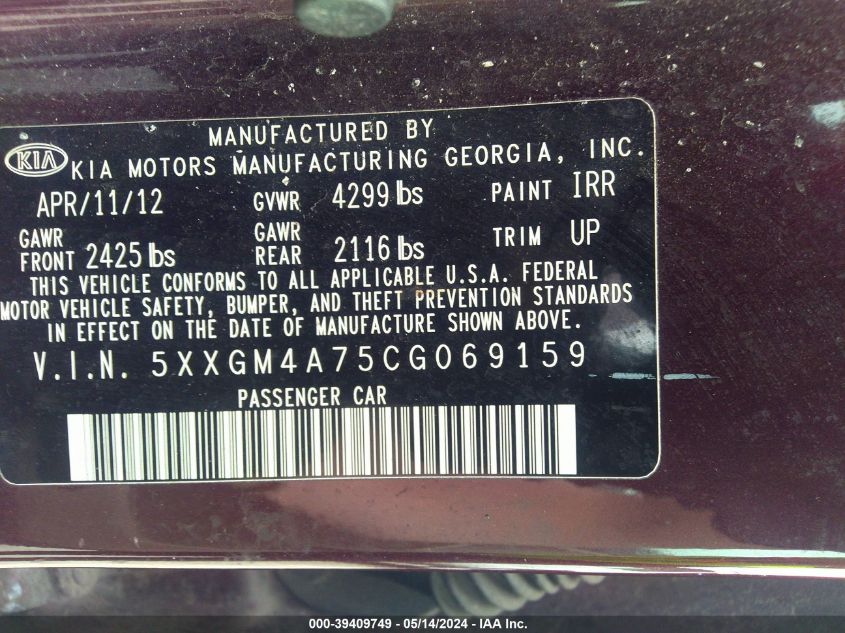 MANUFACTURED BY
KIA KIA MOTORS MANUFACTURING GEORGIA, INC.
APR/11/12 GVWR 4299 lbs PAINT IRR
GAWR FRONT 2425 lbs GAWR REAR 2116 lbs TRIM UP
THIS VEHICLE CONFORMS TO ALL APPLICABLE U.S.A. FEDERAL
MOTOR VEHICLE SAFETY, BUMPER, AND THEFT PREVENTION STANDARDS
IN EFFECT ON THE DATE OF MANUFACTURE SHOWN ABOVE.
V.I.N. 5XXGM4A75CG069159
PASSENGER CAR
000-39409749 - 05/14/2024 - IAA Inc.